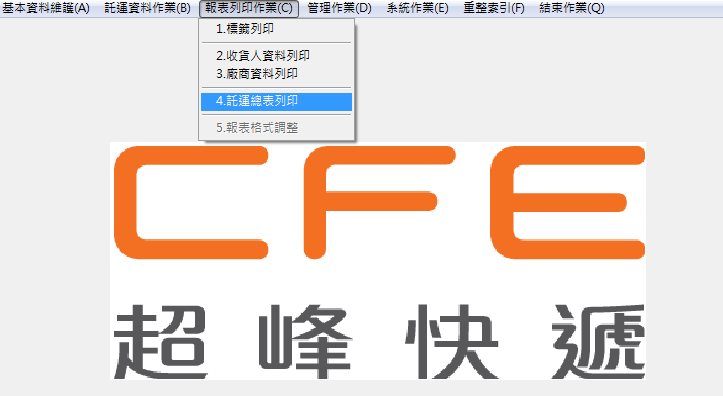 基本資料維護(A) 託運資料作業(B) 報表列印作業(C) 管理作業(D) 系統作業(E) 重整索引(F) 結束作業(Q)
1.標籤列印
2.收貨人資料列印
3.廠商資料列印
4.託運總表列印
5.報表格式調整
CFE
超峰快遞